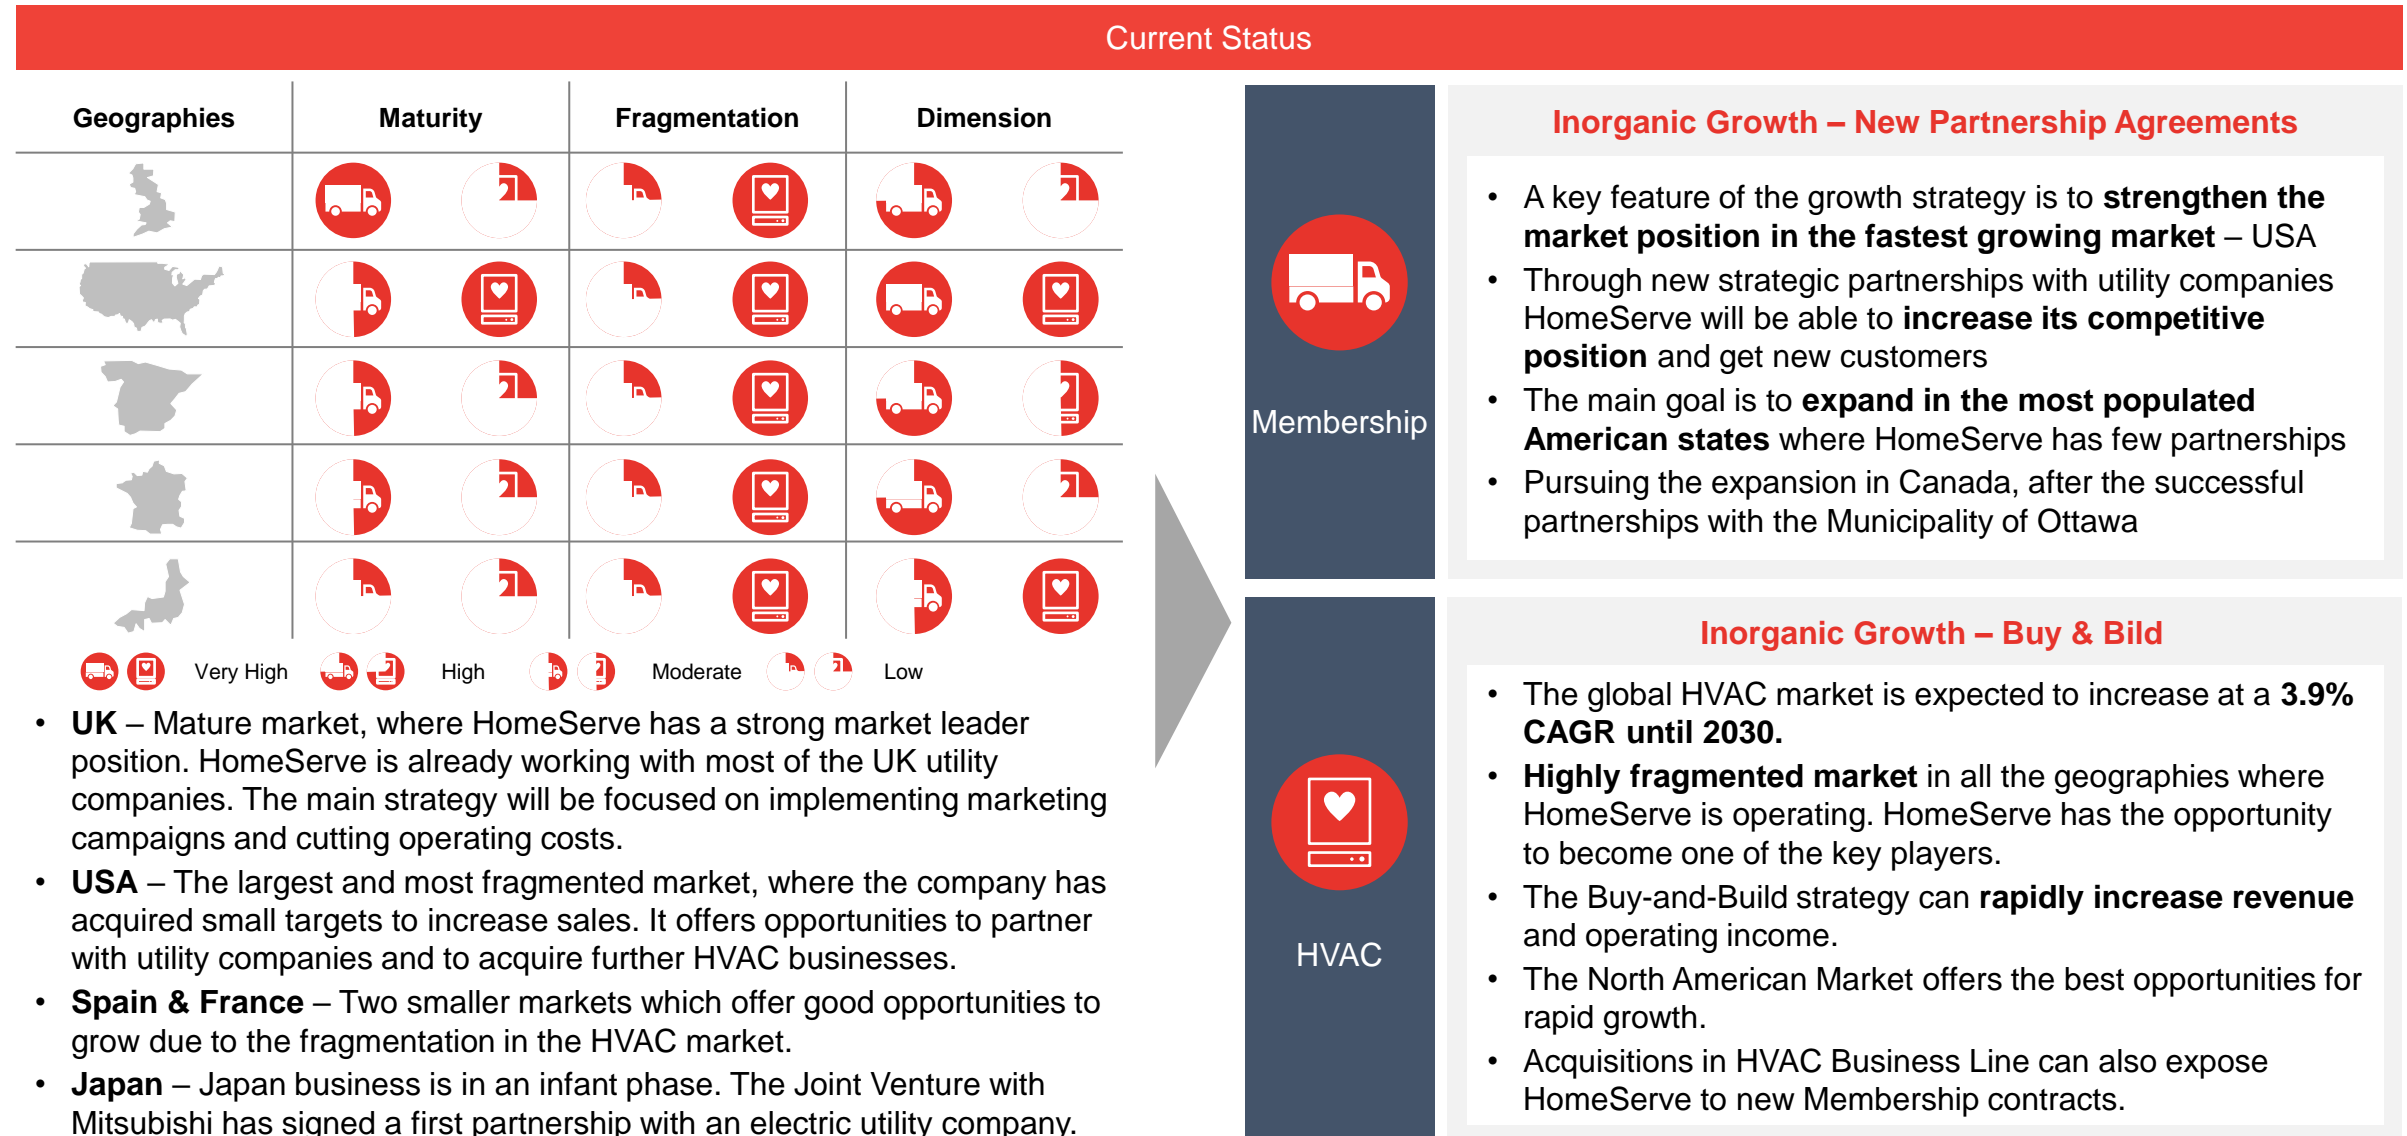 Current Status
Geographies
Maturity
Fragmentation
Dimension
Very High
High
Moderate
Low
• UK – Mature market, where HomeServe has a strong market leader
position. HomeServe is already working with most of the UK utility
companies. The main strategy will be focused on implementing marketing
campaigns and cutting operating costs.
• USA – The largest and most fragmented market, where the company has
acquired small targets to increase sales. It offers opportunities to partner
with utility companies and to acquire further HVAC businesses.
• Spain & France – Two smaller markets which offer good opportunities to
grow due to the fragmentation in the HVAC market.
• Japan – Japan business is in an infant phase. The Joint Venture with
Mitsubishi has signed a first partnership with an electric utility company.
Membership
Inorganic Growth – New Partnership Agreements
• A key feature of the growth strategy is to strengthen the
market position in the fastest growing market – USA
• Through new strategic partnerships with utility companies
HomeServe will be able to increase its competitive
position and get new customers
• The main goal is to expand in the most populated
American states where HomeServe has few partnerships
• Pursuing the expansion in Canada, after the successful
partnerships with the Municipality of Ottawa
HVAC
Inorganic Growth – Buy & Bild
• The global HVAC market is expected to increase at a 3.9%
CAGR until 2030.
• Highly fragmented market in all the geographies where
HomeServe is operating. HomeServe has the opportunity
to become one of the key players.
• The Buy-and-Build strategy can rapidly increase revenue
and operating income.
• The North American Market offers the best opportunities for
rapid growth.
• Acquisitions in HVAC Business Line can also expose
HomeServe to new Membership contracts.